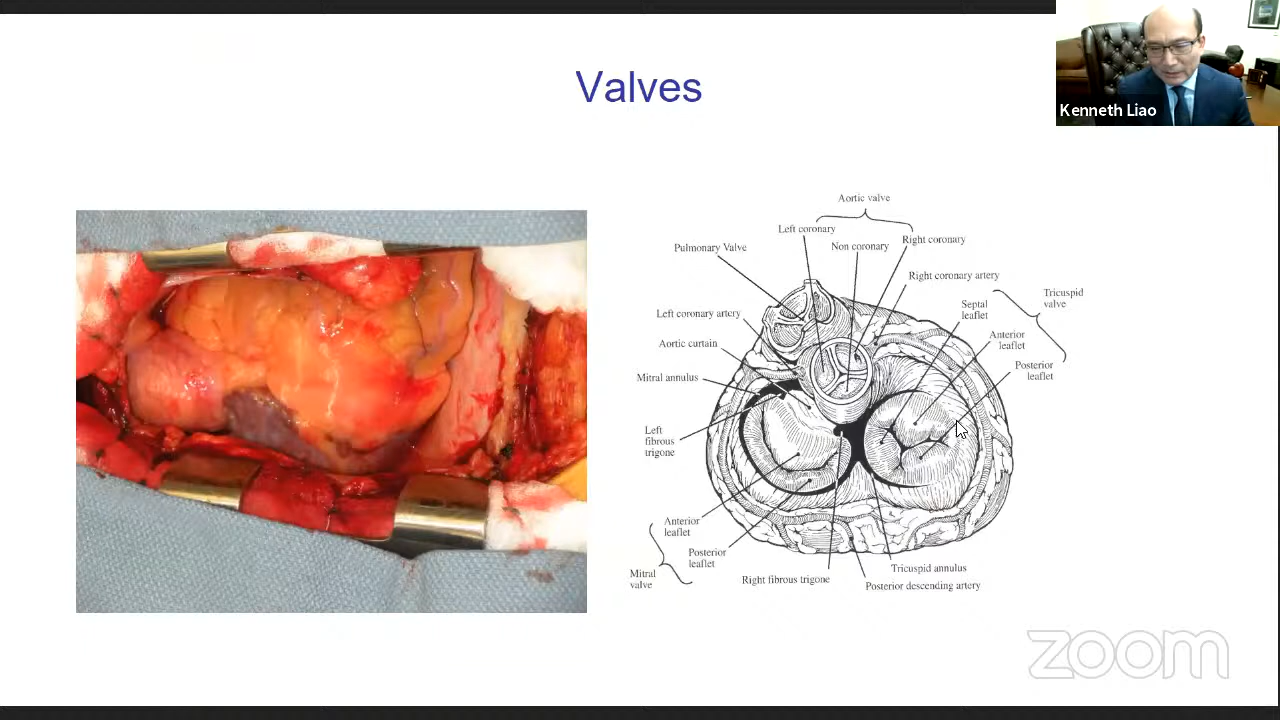 Valves
Kenneth Liao
Aortic valve
Left coronary
Non coronary
Right coronary
Pulmonary Valve
Right coronary artery
Left coronary artery
Septal
leaflet
Tricuspid
valve
Aortic curtain
Anterior
leaflet
Mitral annulus
Posterior
leaflet
Left
fibrous
trigone
Anterior
leaflet
Posterior
leaflet
Mitral
valve
Right fibrous trigone
Tricuspid annulus
Posterior descending artery
zoom